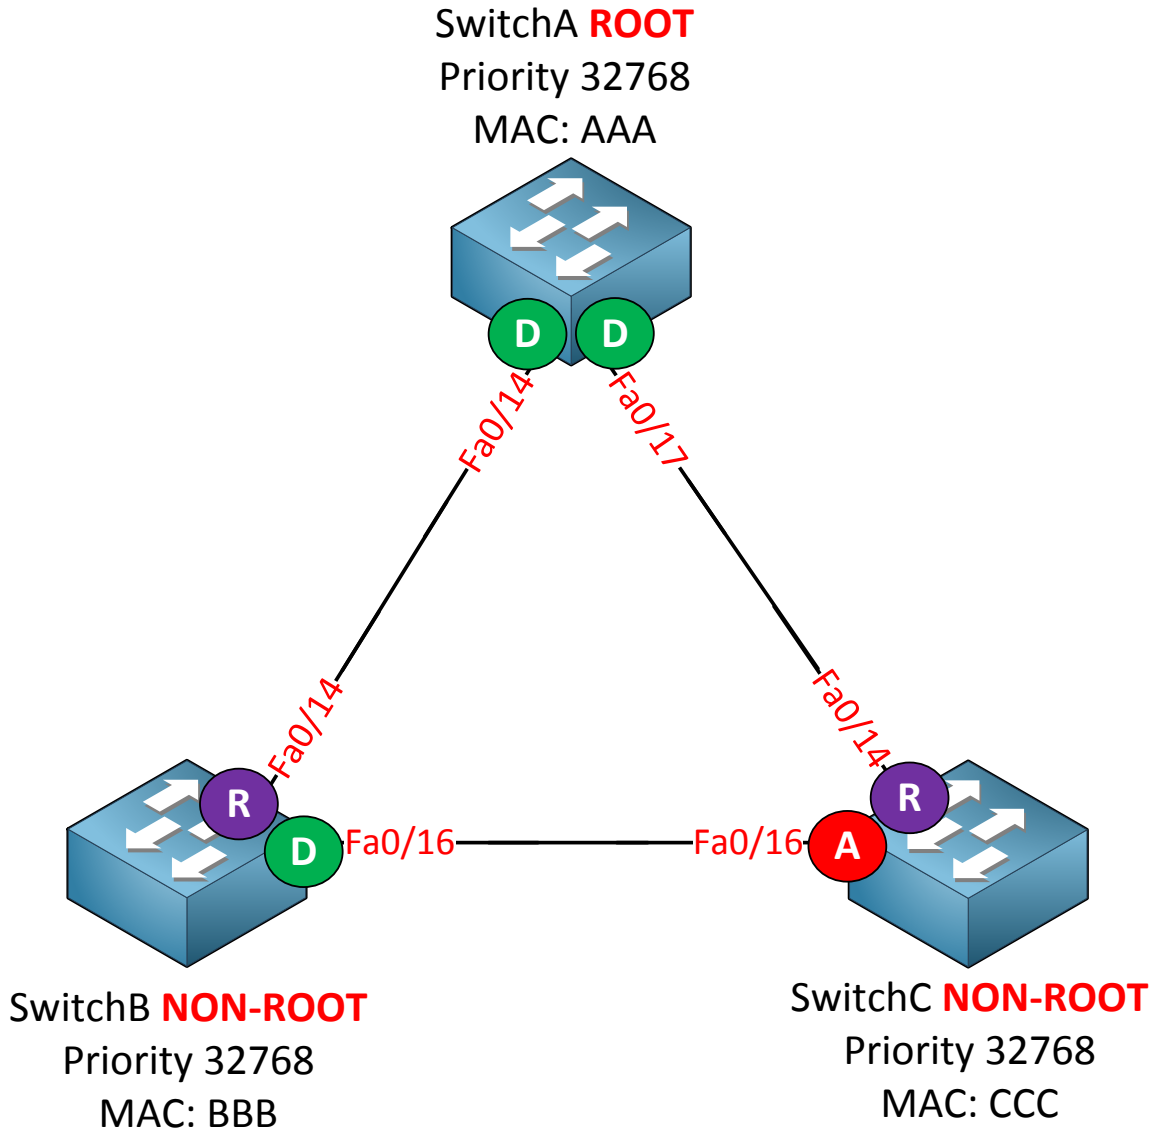 SwitchA ROOT
Priority 32768
MAC: AAA
D
D
Fa0/14
Fa0/17
Fa0/14
Fa0/14
R
R
D
Fa0/16
Fa0/16
A
SwitchB NON-ROOT
Priority 32768
MAC: BBB
SwitchC NON-ROOT
Priority 32768
MAC: CCC